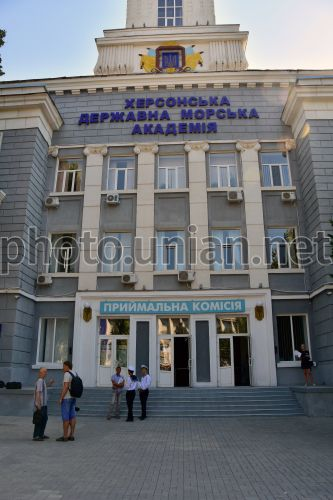 ХЕРСОНСЬКА
ДЕРЖАВНА МОРСЬКА
АКАДЕМІЯ
photo.unian.net
ПРИЙМАЛЬНА КОМІСІЯ